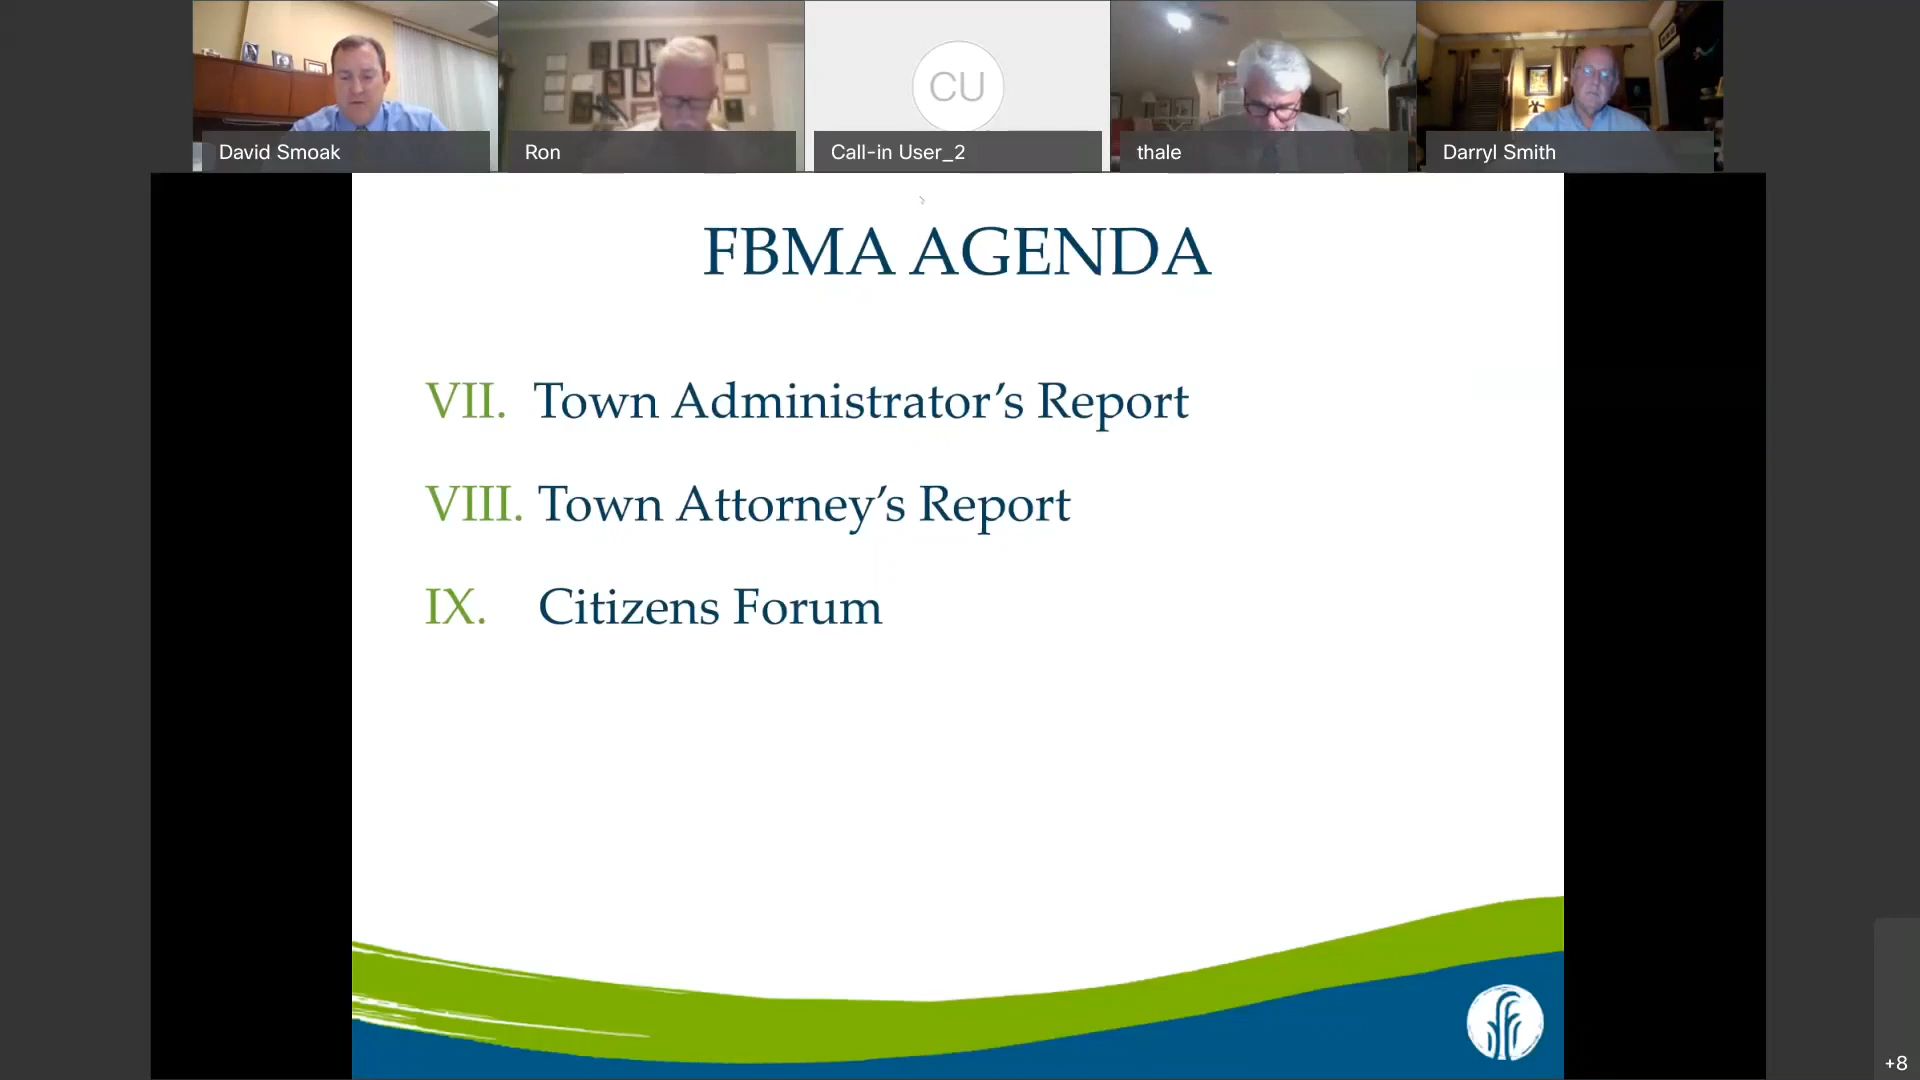 David Smoak
Ron
CU
Call-in User_2
thale
Darryl Smith
FBMA AGENDA
VII. Town Administrator’s Report
VIII. Town Attorney’s Report
IX. Citizens Forum
+8